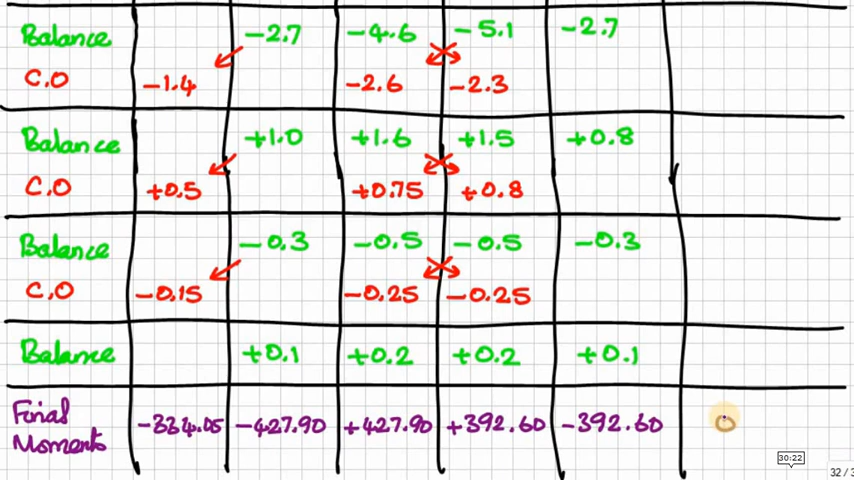 Balance -2.7 -4.6 -5.1 -2.7
C.O -1.4 -2.6 -2.3
Balance +1.0 +1.6 +1.5 +0.8
C.O +0.5 +0.75 +0.8
Balance -0.3 -0.5 -0.5 -0.3
C.O -0.15 -0.25 -0.25
Balance +0.1 +0.2 +0.2 +0.1
Final
Moments -334.05 -427.90 +427.90 +392.60 -392.60 0
30:22
32 / 3